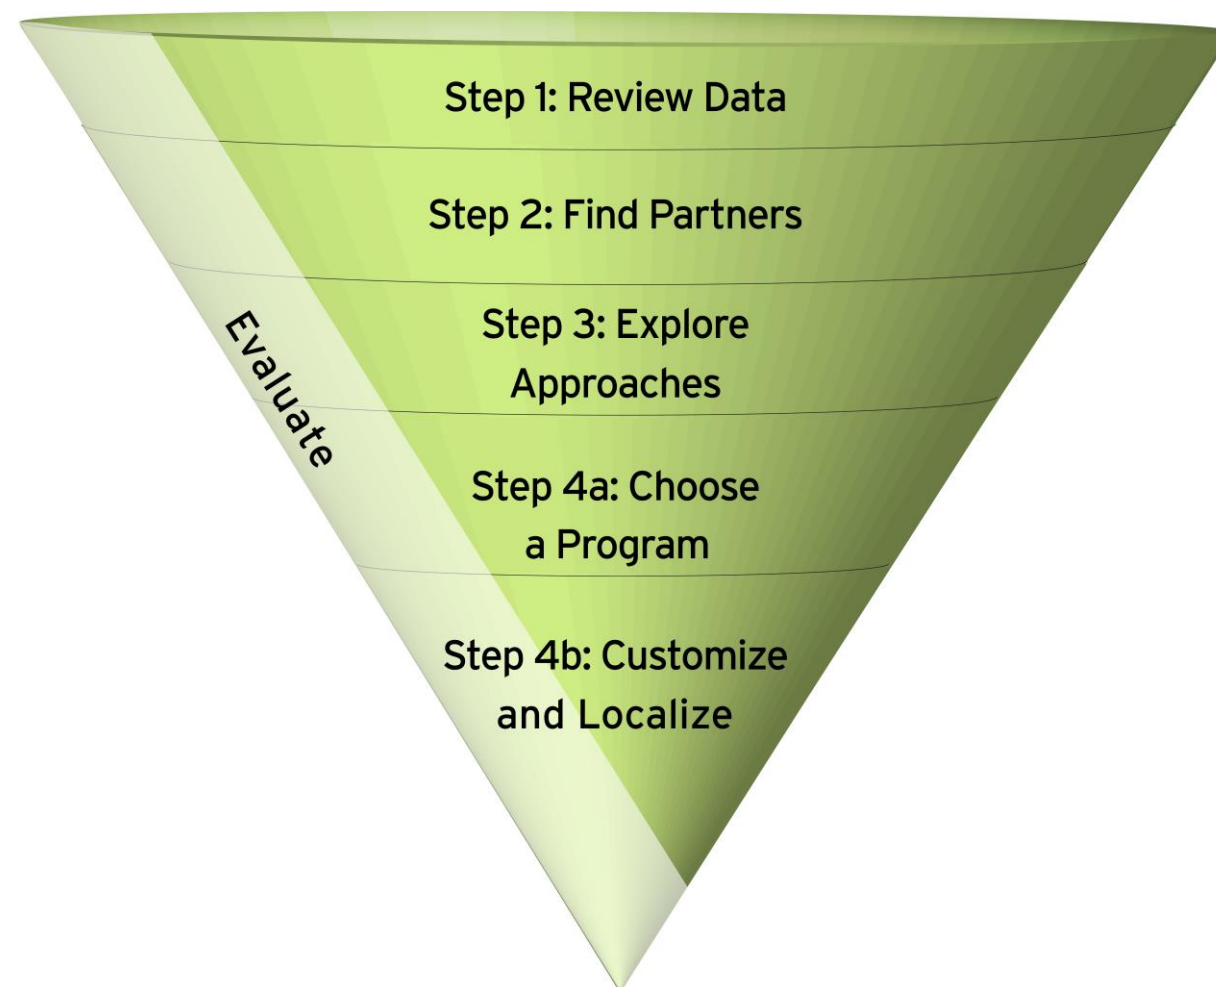 Step 1: Review Data
Step 2: Find Partners
Step 3: Explore
Approaches
Evaluate
Step 4a: Choose
a Program
Step 4b: Customize
and Localize